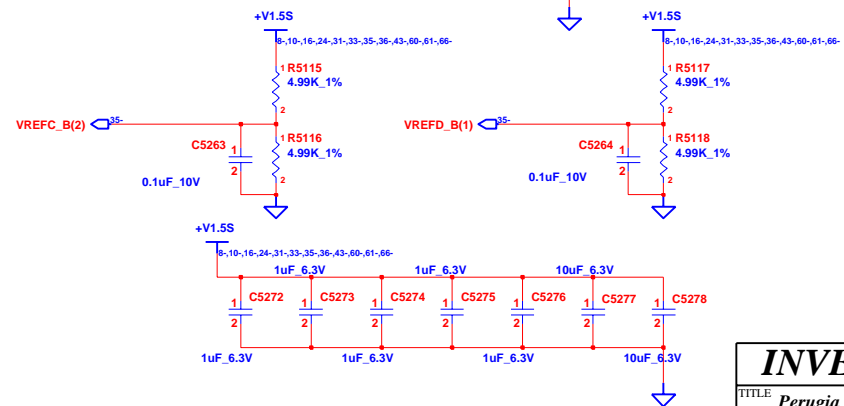 +V1.5S
8-,10-,16-,24-,31-,33-,35-,36-,43-,60-,61-,66-
1 R5115
4.99K_1%
2
VREFC_B(2) 35-
C5263
1
2
0.1uF_10V
1 R5116
4.99K_1%
2
+V1.5S
8-,10-,16-,24-,31-,33-,35-,36-,43-,60-,61-,66-
1 R5117
4.99K_1%
2
VREFD_B(1) 35-
C5264
1
2
0.1uF_10V
1 R5118
4.99K_1%
2
+V1.5S
8-,10-,16-,24-,31-,33-,35-,36-,43-,60-,61-,66-
1uF_6.3V 1uF_6.3V 10uF_6.3V
1 C5272 1 C5273 1 C5274 1 C5275 1 C5276 1 C5277 1 C5278
2 2 2 2 2 2 2
1uF_6.3V 1uF_6.3V 1uF_6.3V 10uF_6.3V
INVE
TITLE Perugia